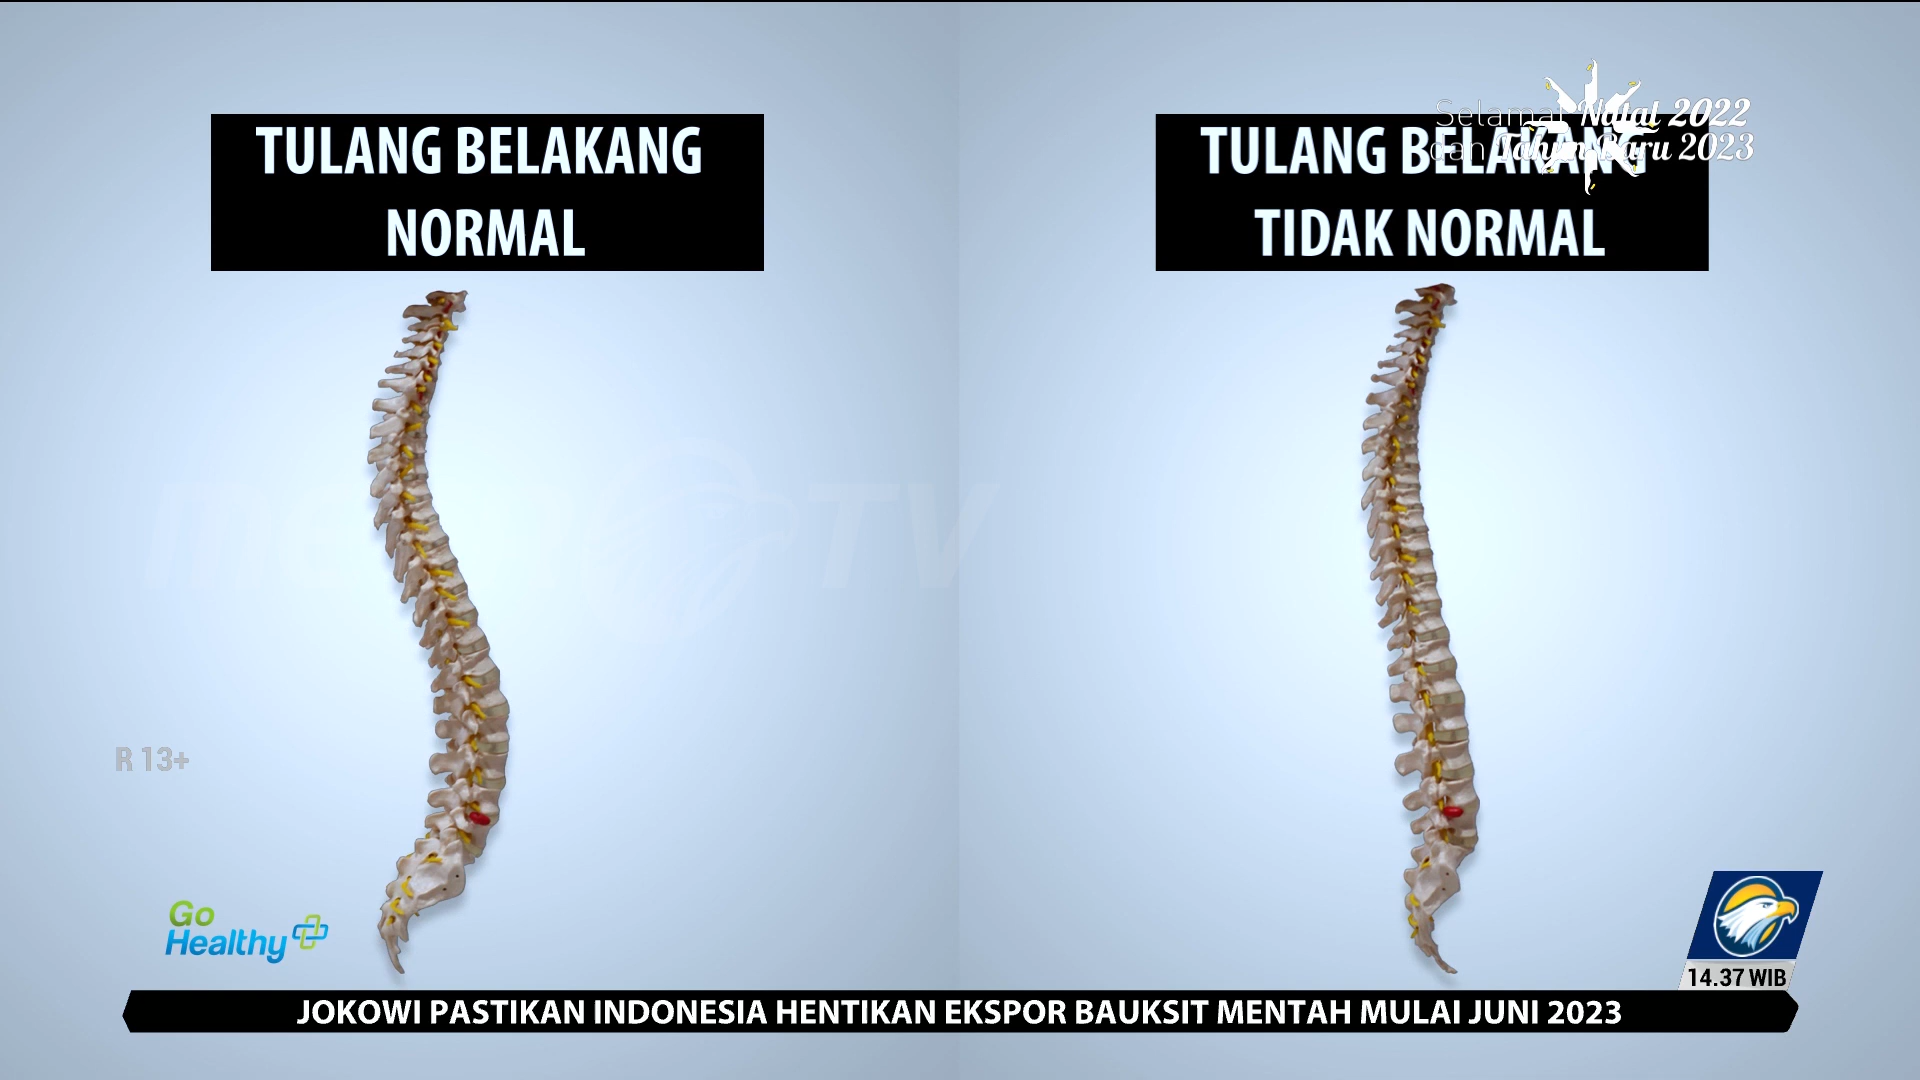 TULANG BELAKANG
NORMAL
TULANG BELAKANG
TIDAK NORMAL
Selamat Natal 2022
dan Tahun Baru 2023
TV
R 13+
Go
Healthy
14.37 WIB
JOKOWI PASTIKAN INDONESIA HENTIKAN EKSPOR BAUKSIT MENTAH MULAI JUNI 2023